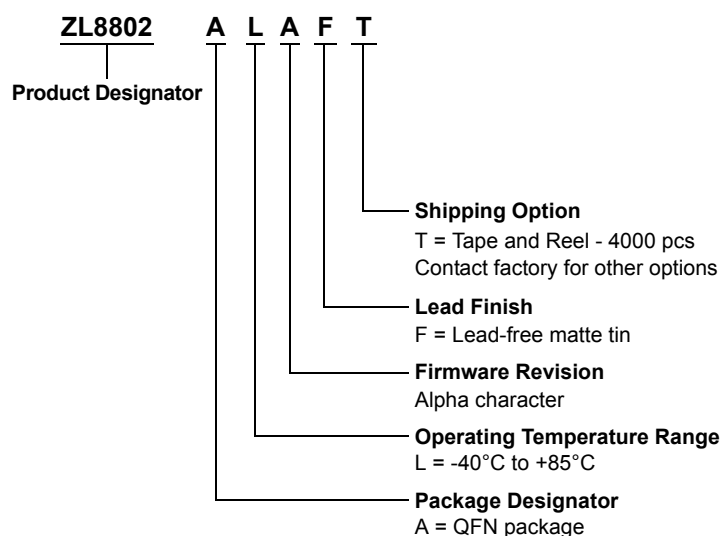 ZL8802 A L A F T
Product Designator
Shipping Option
T = Tape and Reel - 4000 pcs
Contact factory for other options
Lead Finish
F = Lead-free matte tin
Firmware Revision
Alpha character
Operating Temperature Range
L = -40°C to +85°C
Package Designator
A = QFN package